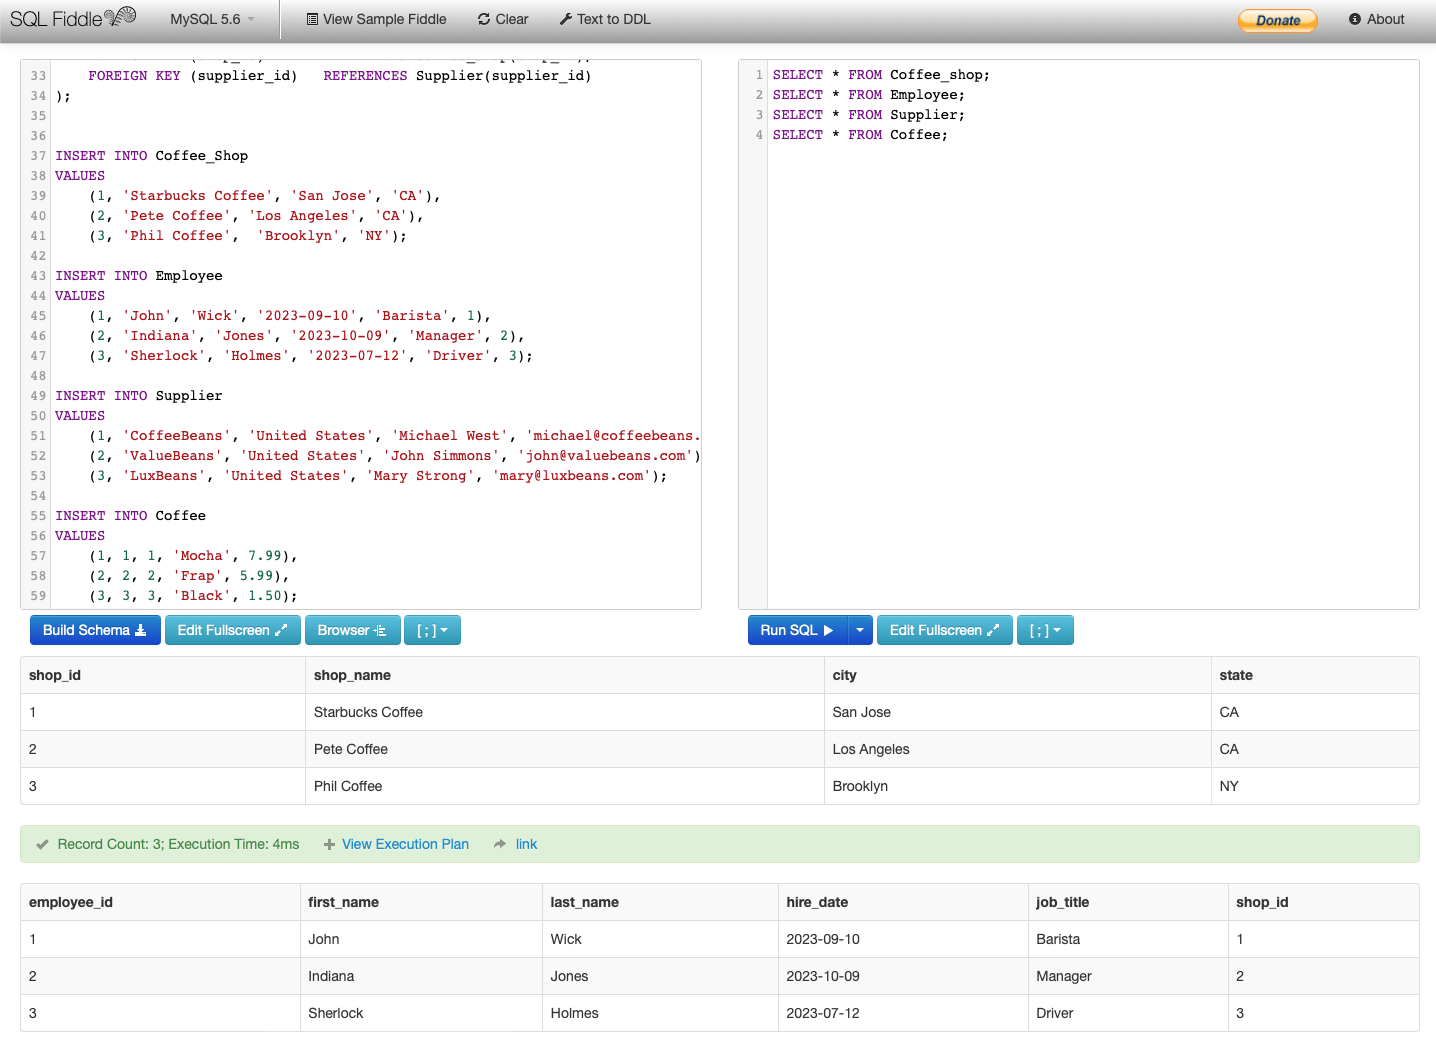 SQL Fiddle
MySQL 5.6
View Sample Fiddle
Clear
Text to DDL
Donate
About
33 FOREIGN KEY (supplier_id) REFERENCES Supplier(supplier_id)
34 );
35
36
37 INSERT INTO Coffee_Shop
38 VALUES
39 (1, 'Starbucks Coffee', 'San Jose', 'CA'),
40 (2, 'Pete Coffee', 'Los Angeles', 'CA'),
41 (3, 'Phil Coffee', 'Brooklyn', 'NY');
42
43 INSERT INTO Employee
44 VALUES
45 (1, 'John', 'Wick', '2023-09-10', 'Barista', 1),
46 (2, 'Indiana', 'Jones', '2023-10-09', 'Manager', 2),
47 (3, 'Sherlock', 'Holmes', '2023-07-12', 'Driver', 3);
48
49 INSERT INTO Supplier
50 VALUES
51 (1, 'CoffeeBeans', 'United States', 'Michael West', 'michael@coffeebeans.
52 (2, 'ValueBeans', 'United States', 'John Simmons', 'john@valuebeans.com')
53 (3, 'LuxBeans', 'United States', 'Mary Strong', 'mary@luxbeans.com');
54
55 INSERT INTO Coffee
56 VALUES
57 (1, 1, 1, 'Mocha', 7.99),
58 (2, 2, 2, 'Frap', 5.99),
59 (3, 3, 3, 'Black', 1.50);
1 SELECT * FROM Coffee_shop;
2 SELECT * FROM Employee;
3 SELECT * FROM Supplier;
4 SELECT * FROM Coffee;
Build Schema
Edit Fullscreen
Browser
[ ; ]
Run SQL
Edit Fullscreen
[ ; ]
shop_id shop_name city state
1 Starbucks Coffee San Jose CA
2 Pete Coffee Los Angeles CA
3 Phil Coffee Brooklyn NY
Record Count: 3; Execution Time: 4ms View Execution Plan link
employee_id first_name last_name hire_date job_title shop_id
1 John Wick 2023-09-10 Barista 1
2 Indiana Jones 2023-10-09 Manager 2
3 Sherlock Holmes 2023-07-12 Driver 3